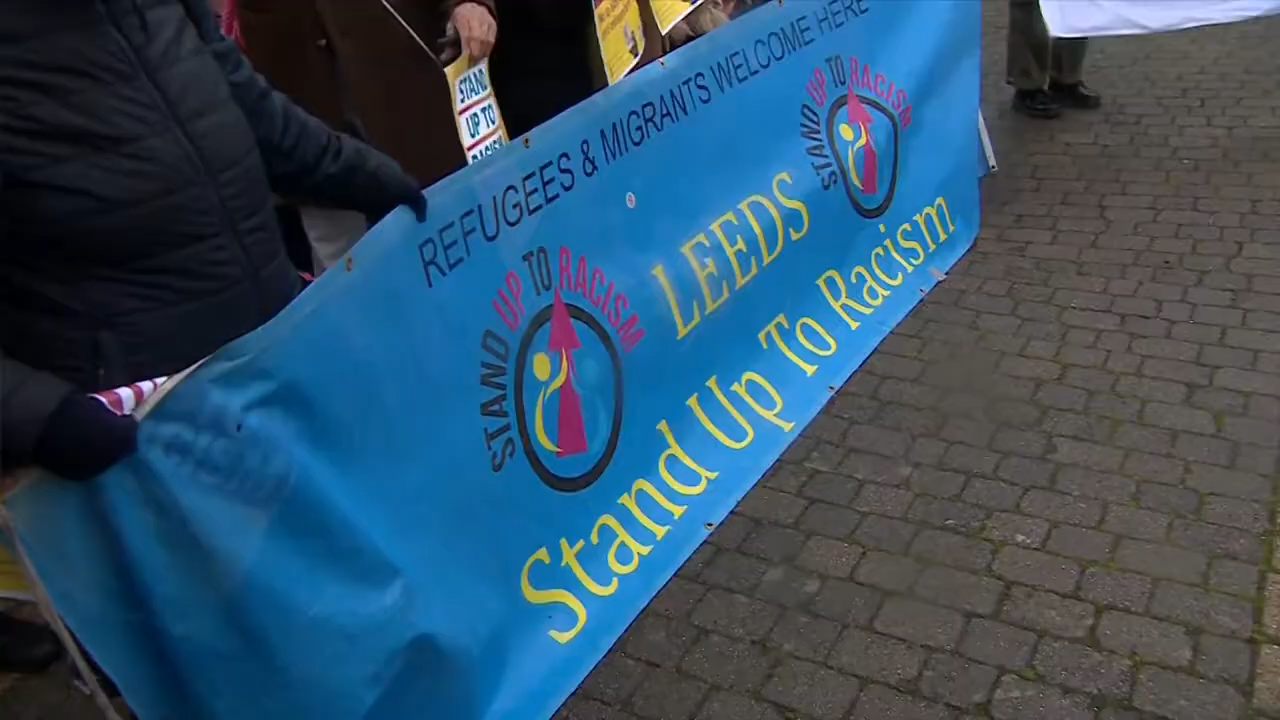 REFUGEES & MIGRANTS WELCOME HERE
STAND UP TO RACISM
LEEDS
STAND UP TO RACISM
Stand Up To Racism
STAND
UP TO
RACISM